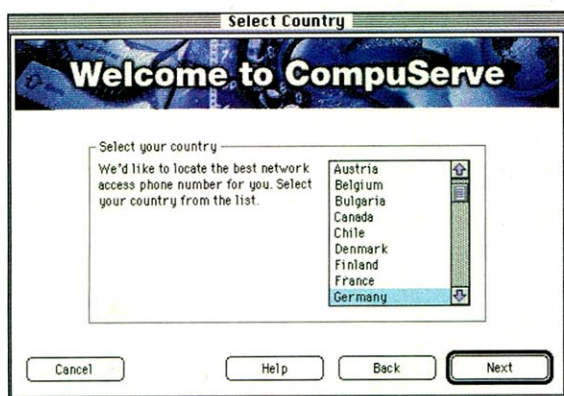 Select Country
Welcome to CompuServe
Select your country
We'd like to locate the best network
access phone number for you. Select
your country from the list.
Austria
Belgium
Bulgaria
Canada
Chile
Denmark
Finland
France
Germany
Cancel
Help
Back
Next